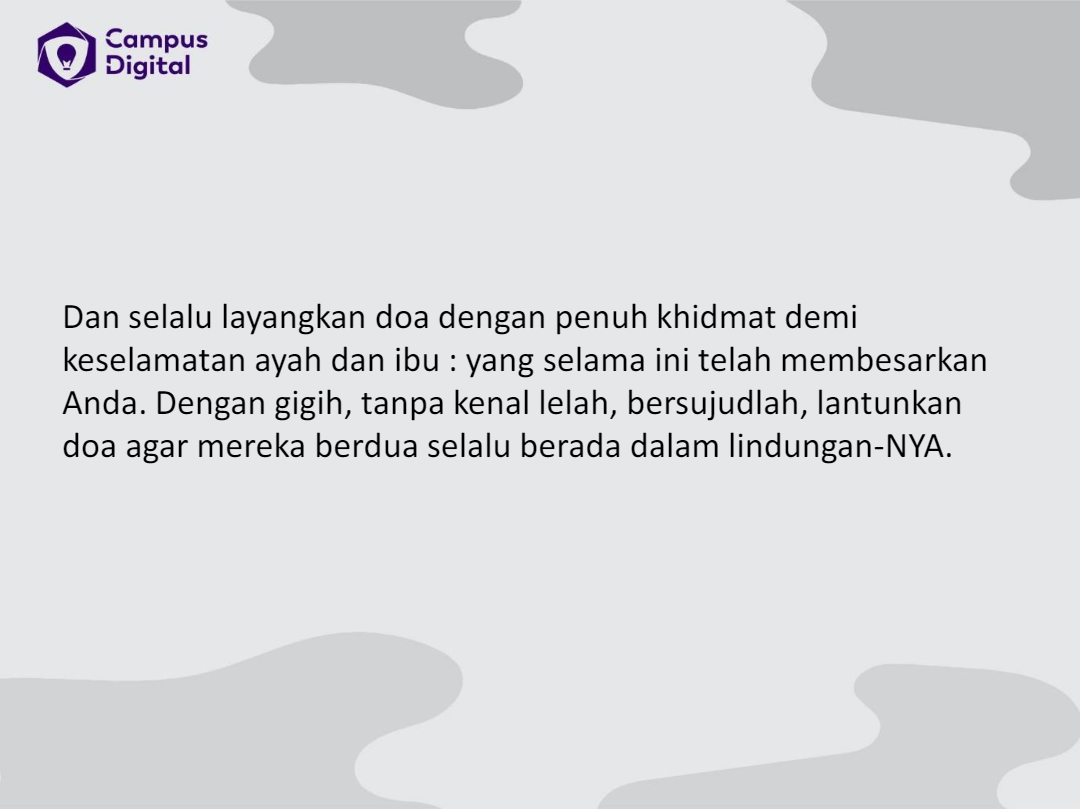 Campus
Digital
Dan selalu layangkan doa dengan penuh khidmat demi
keselamatan ayah dan ibu : yang selama ini telah membesarkan
Anda. Dengan gigih, tanpa kenal lelah, bersujudlah, lantunkan
doa agar mereka berdua selalu berada dalam lindungan-NYA.